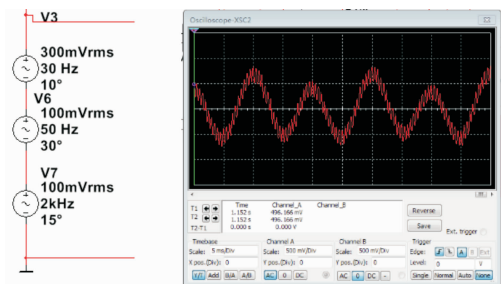 V3
300mVrms
30 Hz
10°
V6
100mVrms
50 Hz
30°
V7
100mVrms
2kHz
15°
Oscilloscope-XSC2
T1
T2
T2-T1
Time
Channel_A
Channel_B
1.152 s
496.166 mV
1.152 s
496.166 mV
0.000 s
0.000 V
Reverse
Save
Ext. trigger
Timebase
Channel A
Channel B
Trigger
Scale: 5 ms/Div
Scale: 500 mV/Div
Scale: 500 mV/Div
Edge:
A
B
Ext
X pos.(Div): 0
Y pos.(Div): 0
Y pos.(Div): 0
Level: 0
V
Y/T
Add
B/A
A/B
AC
0
DC
AC
0
DC
-
Single
Normal
Auto
None